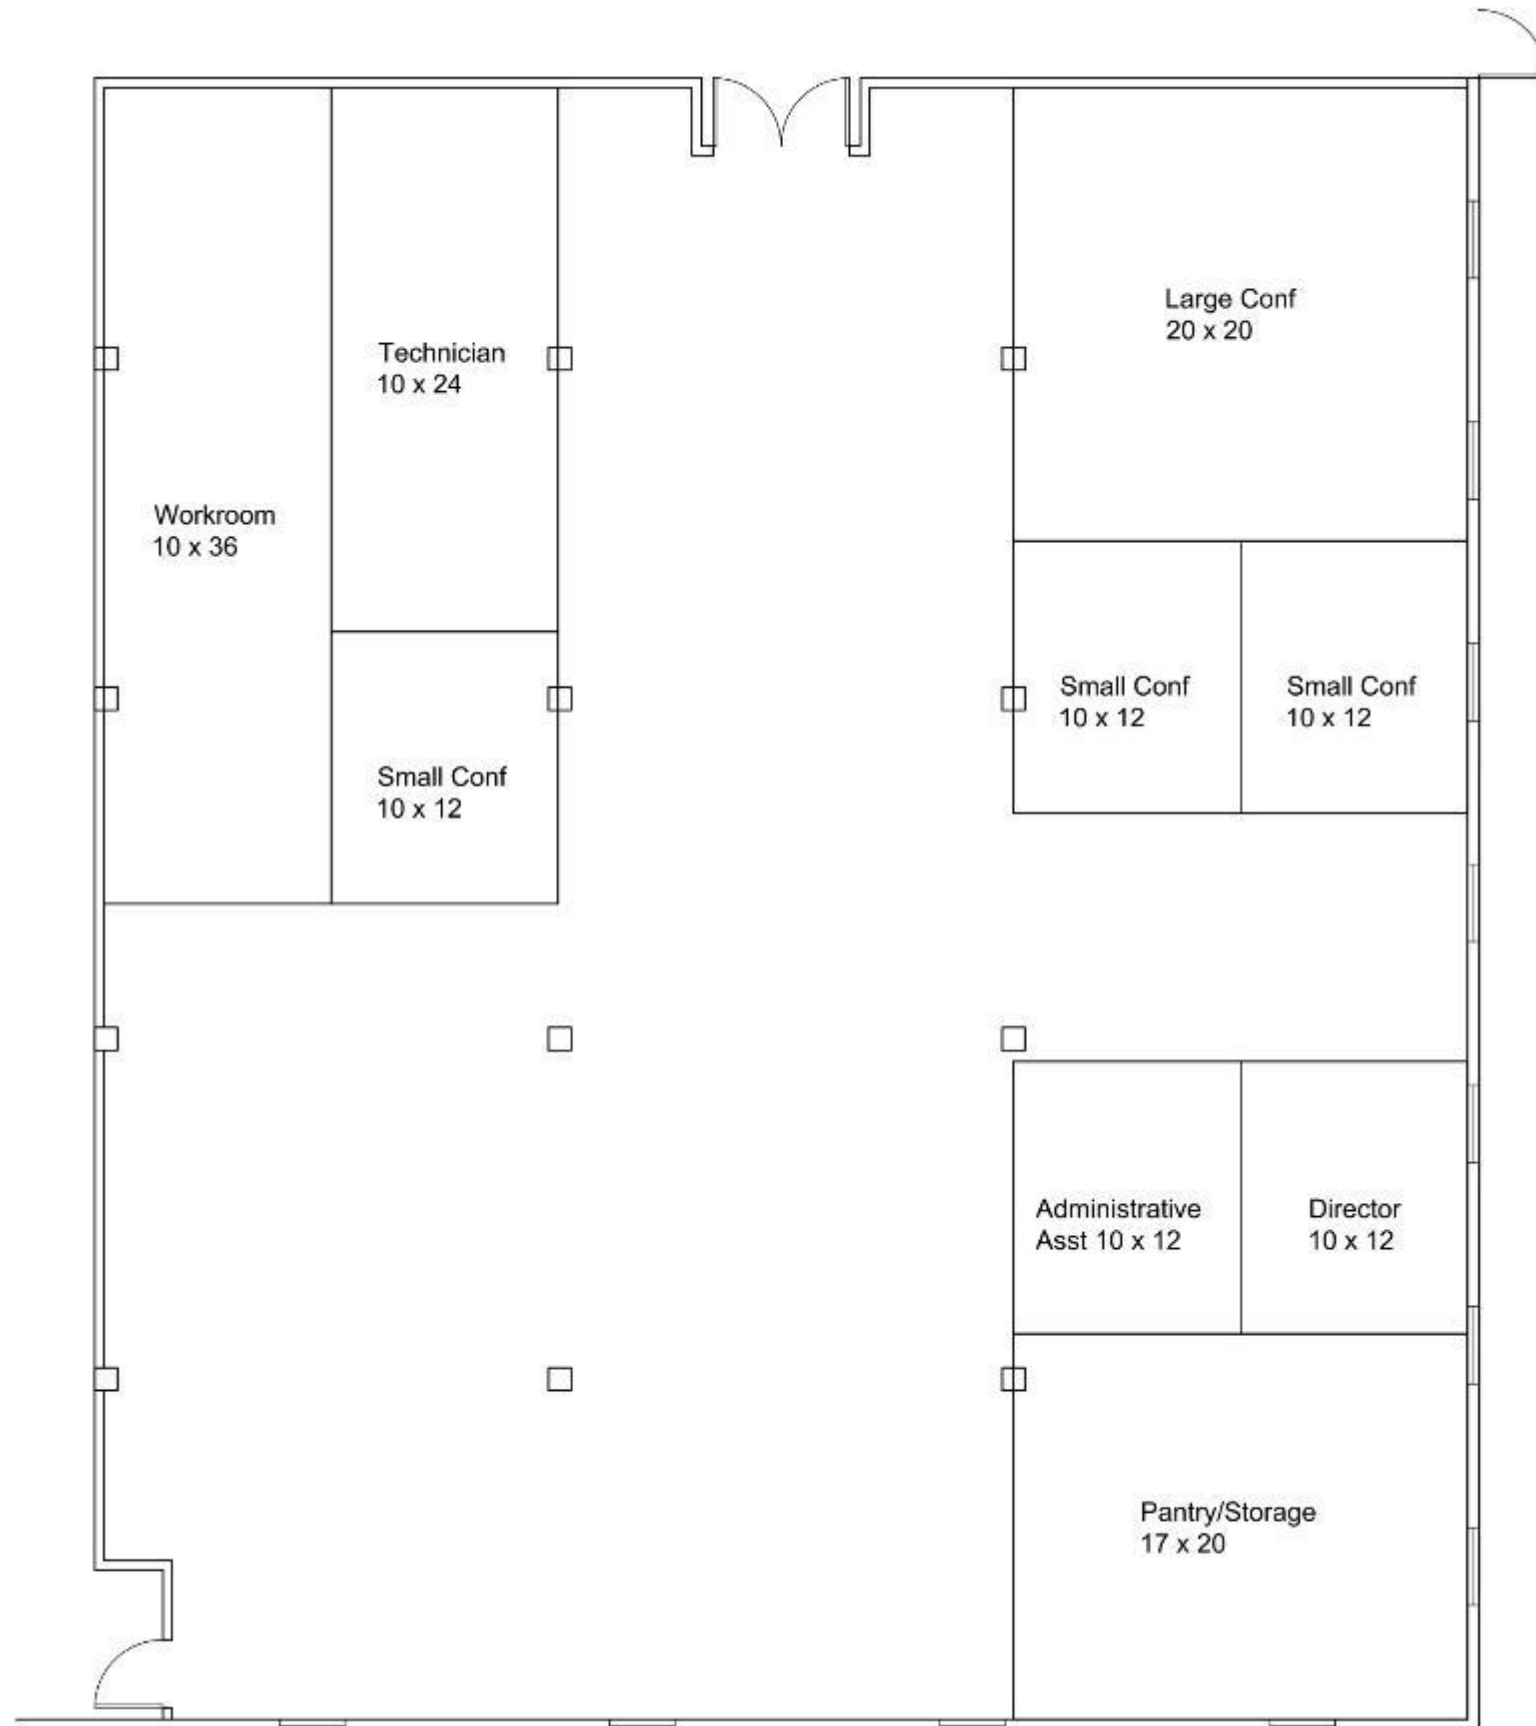 Large Conf
20 x 20
Technician
10 x 24
Workroom
10 x 36
Small Conf
10 x 12
Small Conf
10 x 12
Small Conf
10 x 12
Administrative
Asst 10 x 12
Director
10 x 12
Pantry/Storage
17 x 20